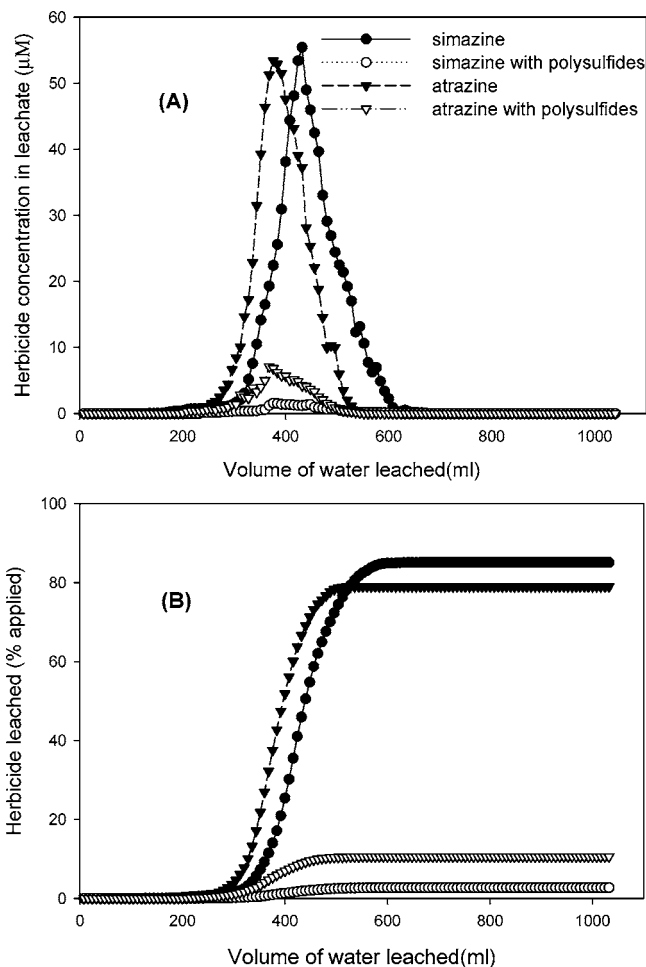 60
50
40
30
20
10
0
Herbicide concentration in leachate (μM)
(A)
simazine
simazine with polysulfides
atrazine
atrazine with polysulfides
0 200 400 600 800 1000
Volume of water leached(ml)
100
80
60
40
20
0
Herbicide leached (% applied)
(B)
0 200 400 600 800 1000
Volume of water leached(ml)